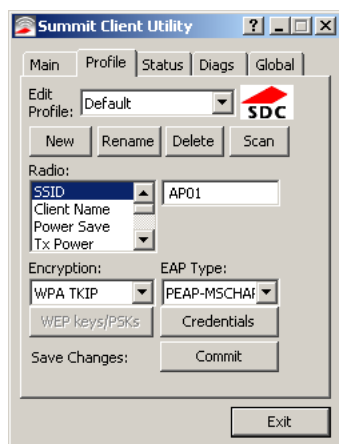 Summit Client Utility
Main Profile Status Diags Global
Edit
Profile: Default
SDC
New Rename Delete Scan
Radio:
SSID AP01
Client Name
Power Save
Tx Power
Encryption: EAP Type:
WPA TKIP PEAP-MSCHAF
WEP keys/PSKs Credentials
Save Changes: Commit
Exit